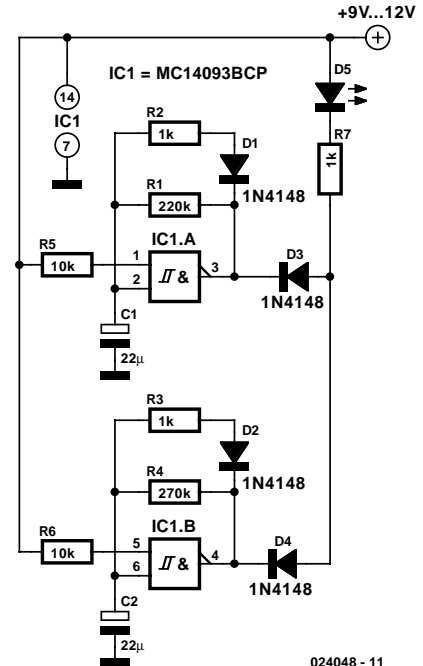 +9V...12V
IC1 = MC14093BCP
D5
14
IC1
7
R2
1k
D1
R7
1k
R1
220k
1N4148
R5
10k
IC1.A
1
2
&
3
D3
1N4148
C1
22µ
R3
1k
D2
R4
270k
1N4148
R6
10k
IC1.B
5
6
&
4
D4
1N4148
C2
22µ
024048 - 11